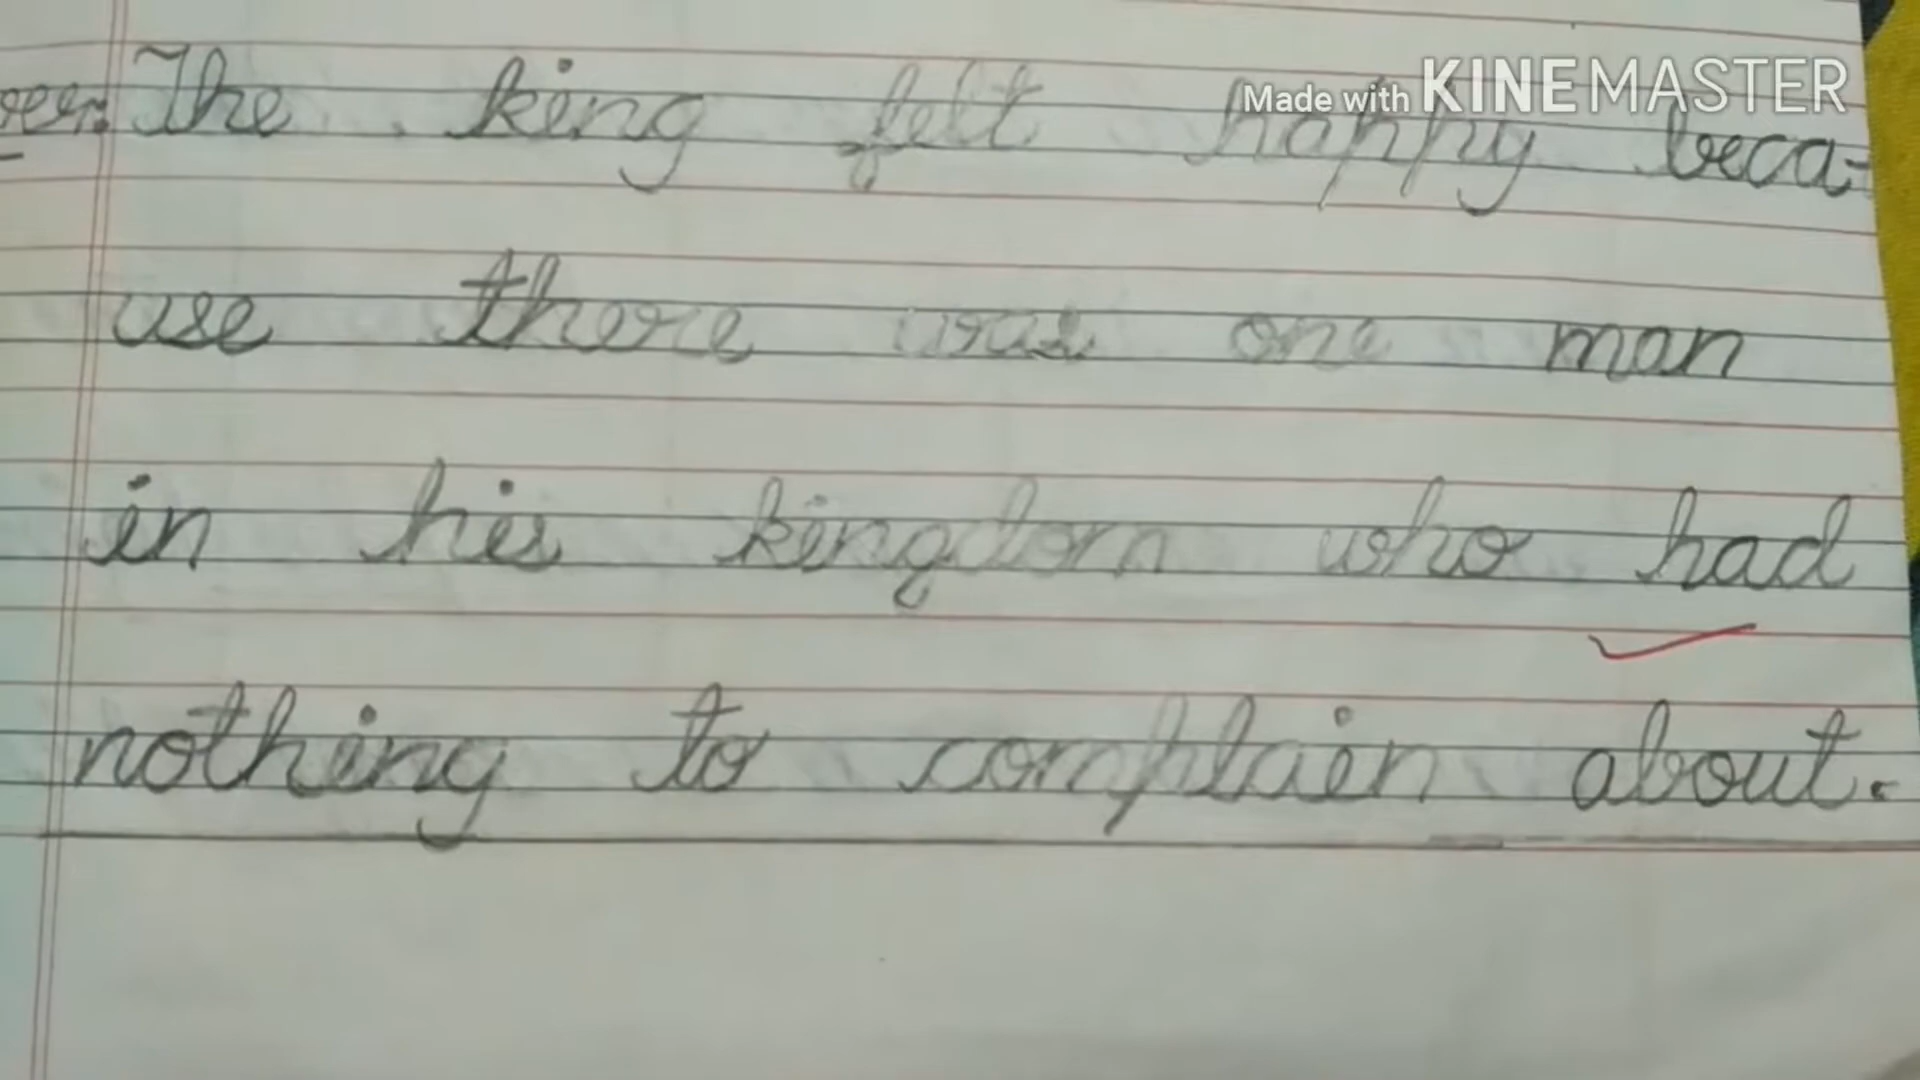 The king felt happy beca-
Made with KINEMASTER
use there was one man
in his kingdom who had
nothing to complain about.